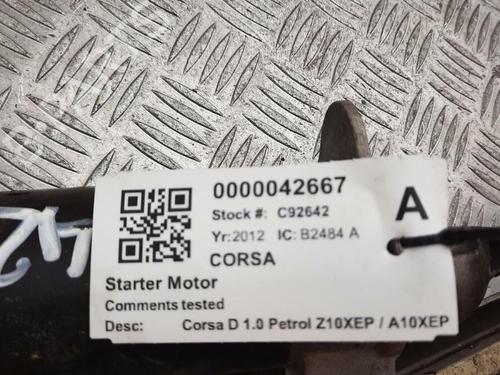 0000042667
Stock #: C92642
A
Yr:2012 IC: B2484 A
CORSA
Starter Motor
Comments tested
Desc: Corsa D 1.0 Petrol Z10XEP / A10XEP